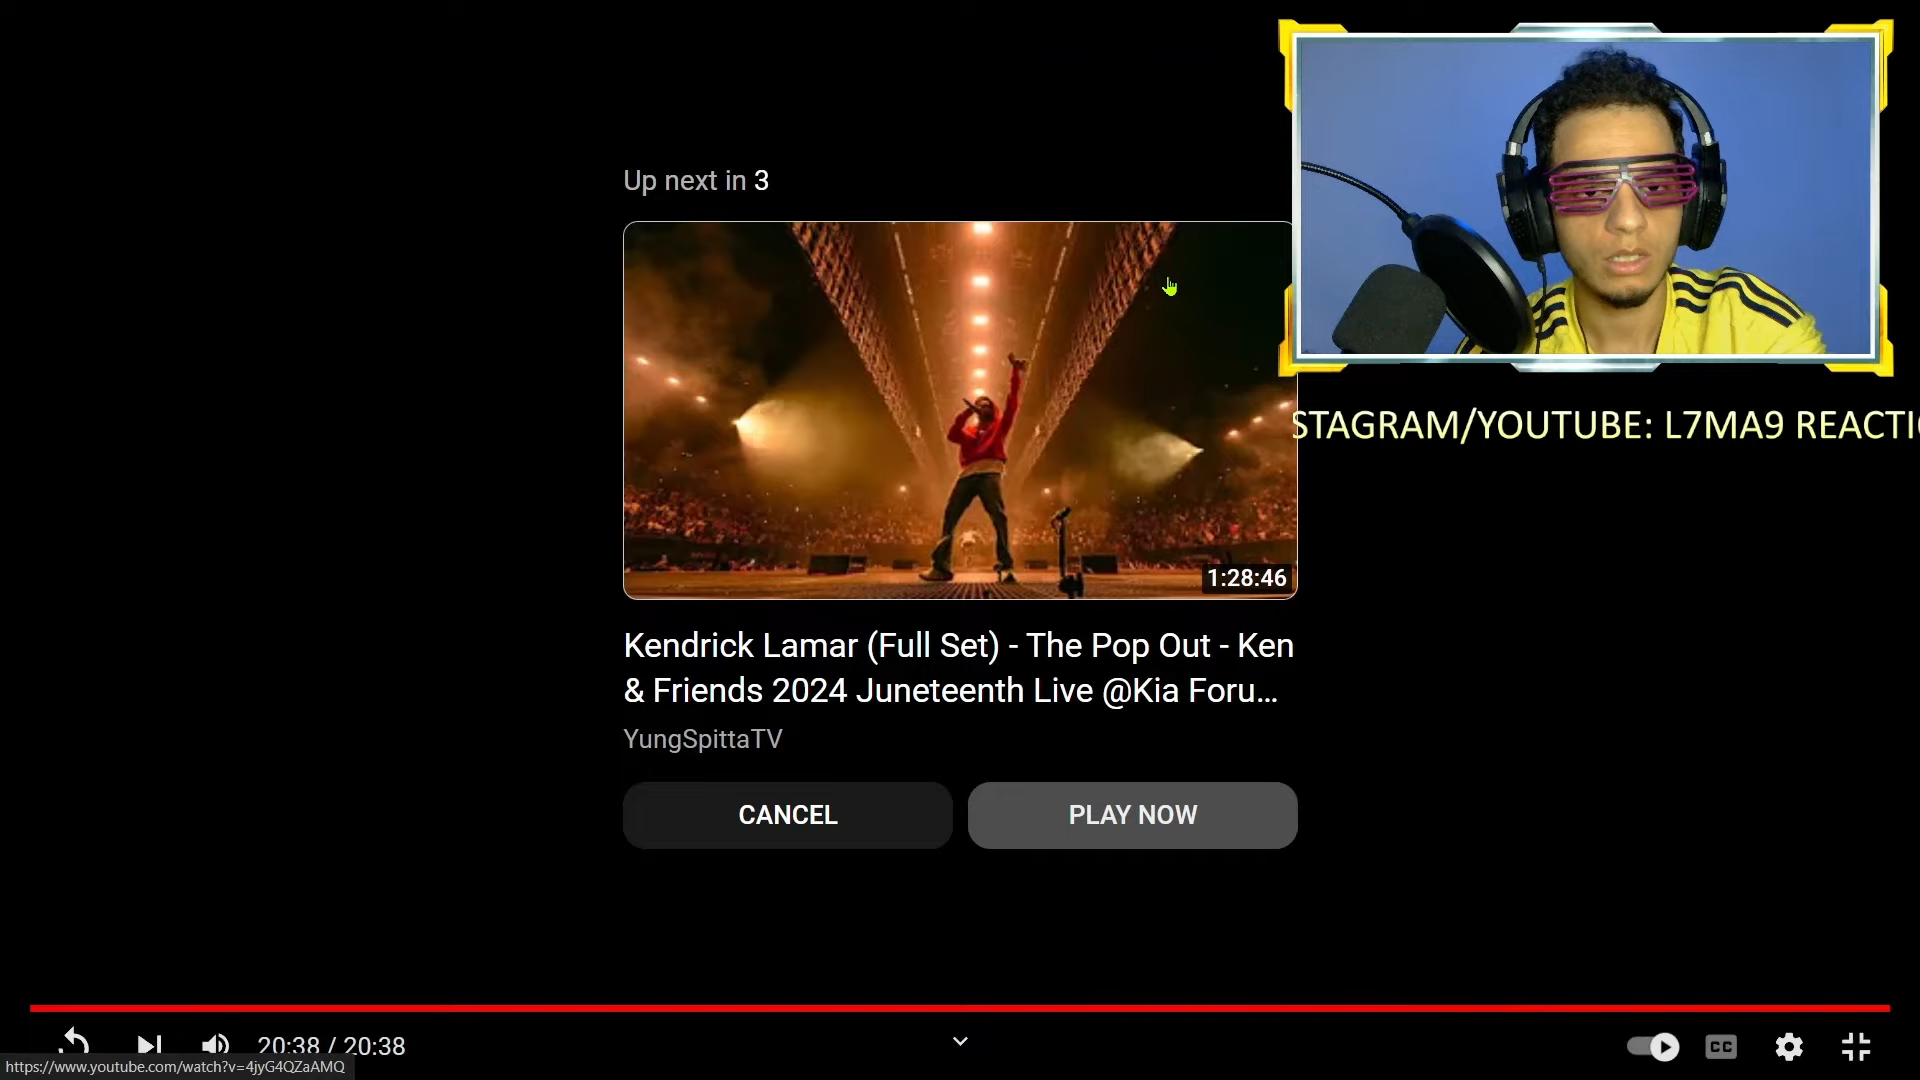 Up next in 3
1:28:46
Kendrick Lamar (Full Set) - The Pop Out - Ken
& Friends 2024 Juneteenth Live @Kia Foru...
YungSpittaTV
CANCEL
PLAY NOW
STAGRAM/YOUTUBE: L7MA9 REACTI
20:38 / 20:38
CC
https://www.youtube.com/watch?v=4jyG4QZaAMQ